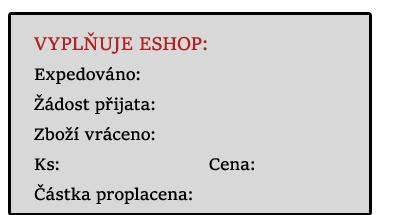 VYPLŇUJE ESHOP:
Expedováno:
Žádost přijata:
Zboží vráceno:
Ks: Cena:
Částka proplacena: